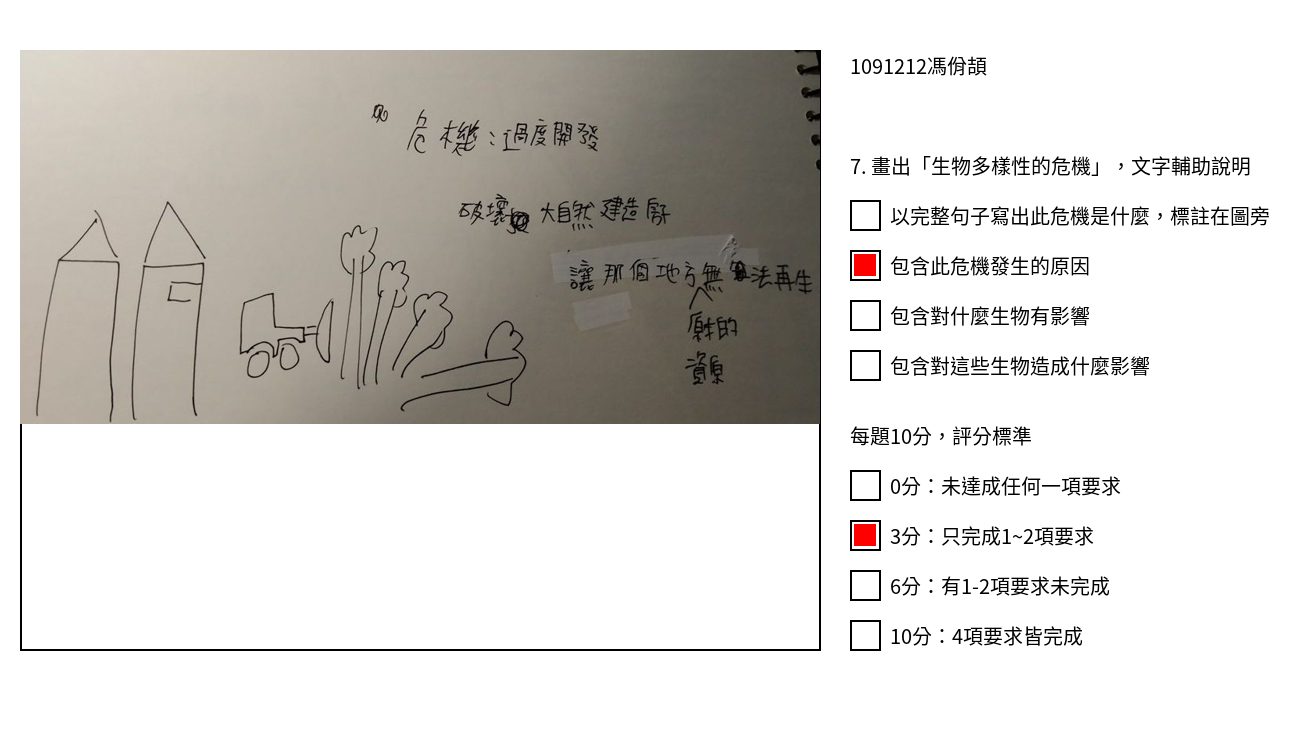 危機：過度開發
破壞 大自然 建造房
讓那個地方無法再生
原本的
資原
1091212馮佾頡
7. 畫出「生物多樣性的危機」，文字輔助說明
以完整句子寫出此危機是什麼，標註在圖旁
包含此危機發生的原因
包含對什麼生物有影響
包含對這些生物造成什麼影響
每題10分，評分標準
0分：未達成任何一項要求
3分：只完成1~2項要求
6分：有1-2項要求未完成
10分：4項要求皆完成